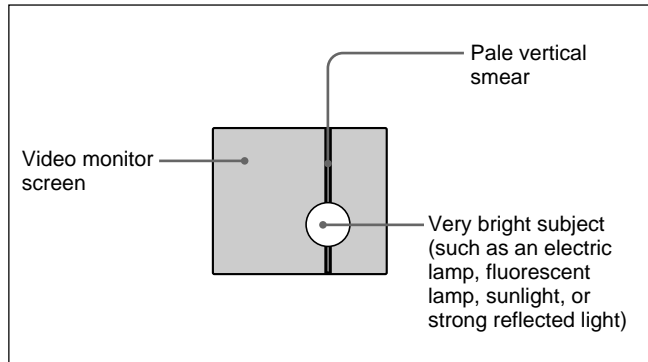 Pale vertical
smear
Video monitor
screen
Very bright subject
(such as an electric
lamp, fluorescent
lamp, sunlight, or
strong reflected light)